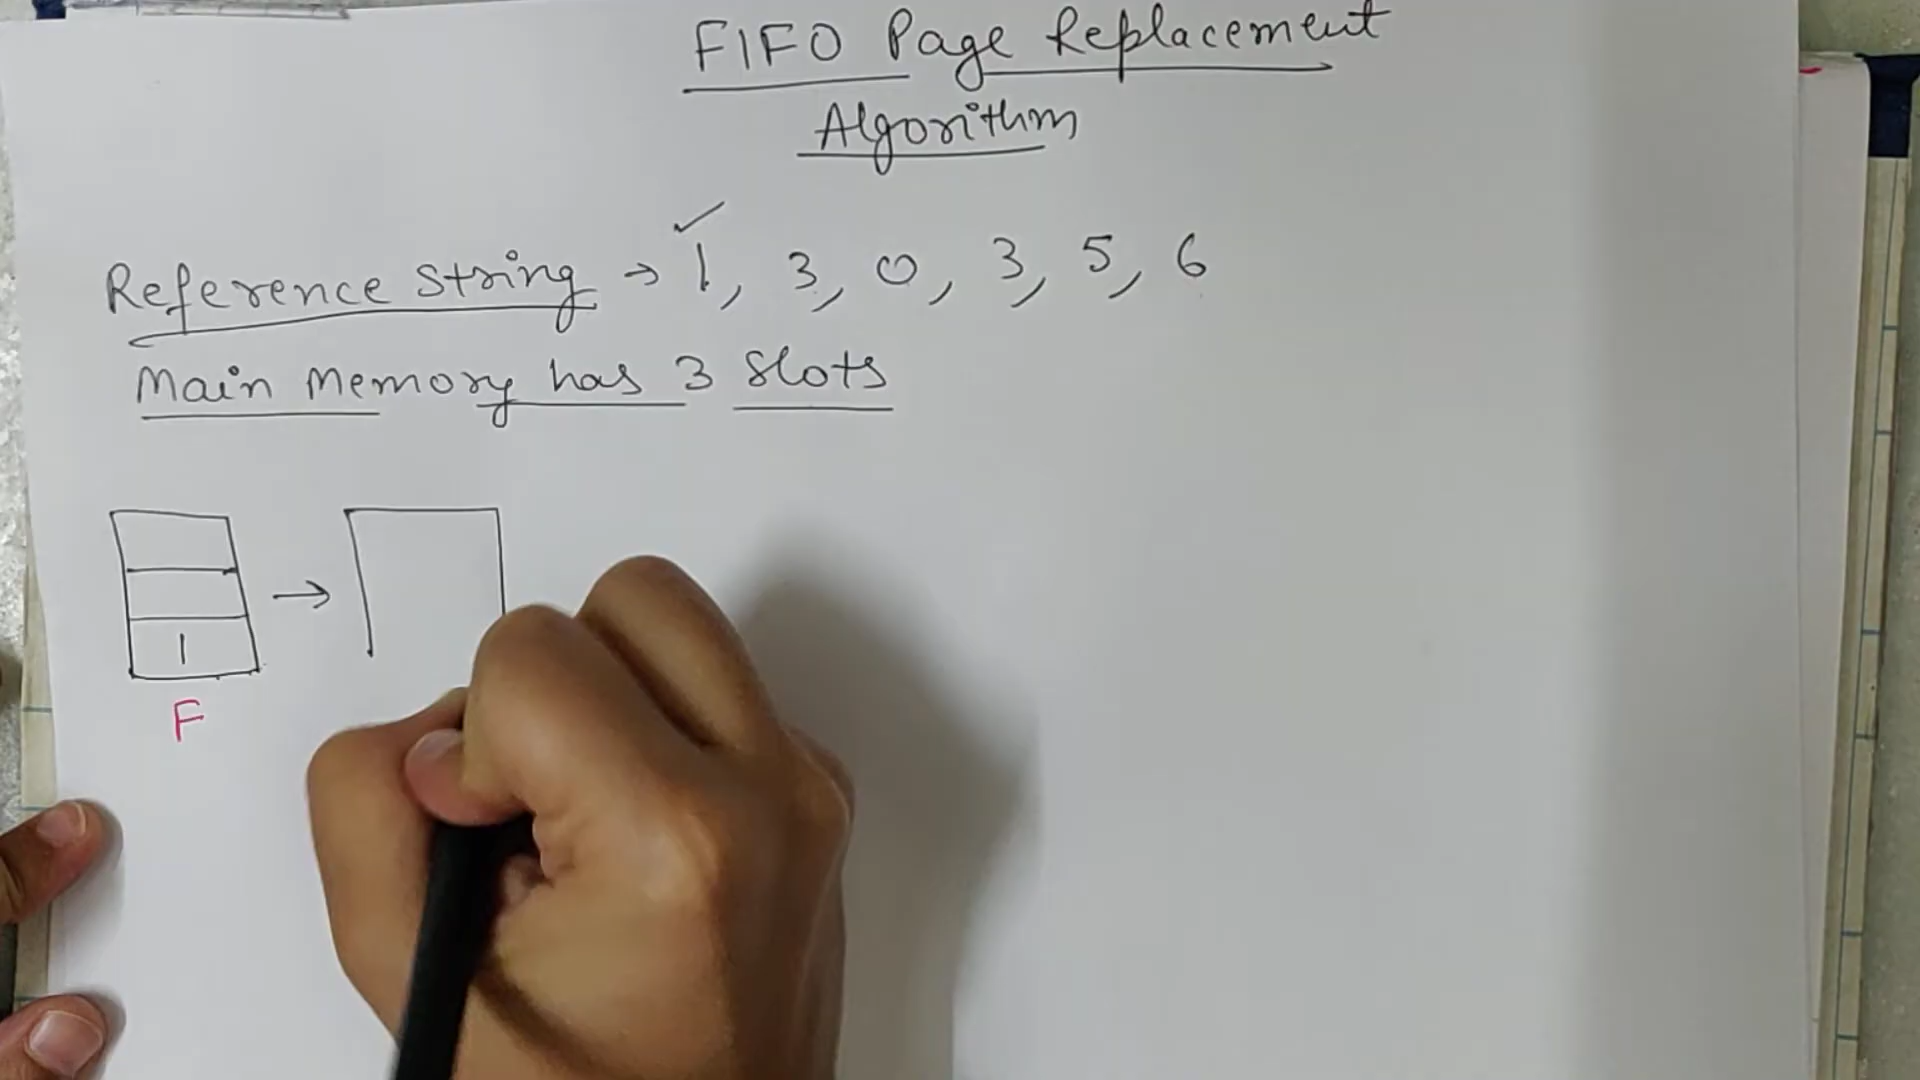 FIFO Page Replacement
Algorithm
Reference String → 1, 3, 0, 3, 5, 6
Main Memory has 3 Slots
1
F